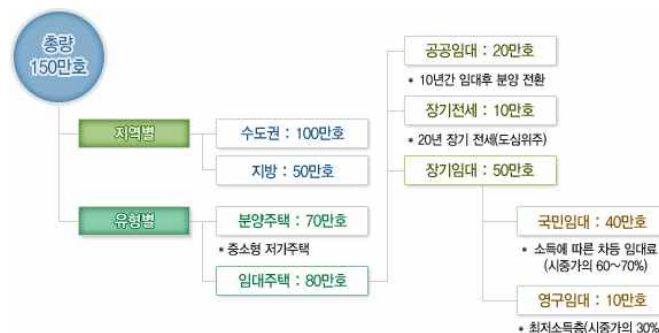 총량
150만호
지역별
수도권 : 100만호
지방 : 50만호
유형별
분양주택 : 70만호
• 중소형 저가주택
임대주택 : 80만호
공공임대 : 20만호
• 10년간 임대후 분양 전환
장기전세 : 10만호
• 20년 장기 전세(도심위주)
장기임대 : 50만호
국민임대 : 40만호
• 소득에 따른 차등 임대료
(시중가의 60~70%)
영구임대 : 10만호
• 최저소득층(시중가의 30%